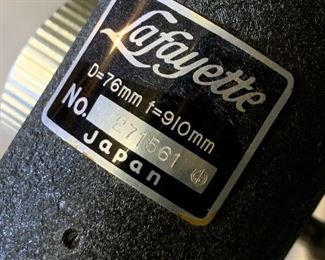 Lafayette
D=76mm f=910mm
No. 271561
Japan